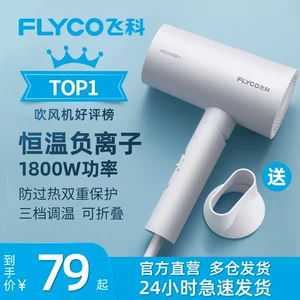 FLYCO飞科
TOP1
吹风机好评榜
恒温负离子
1800W功率
防过热双重保护
三档调温 可折叠
FLYCO飞科
送
¥79起
官方直营 多仓发货
24小时急速发货